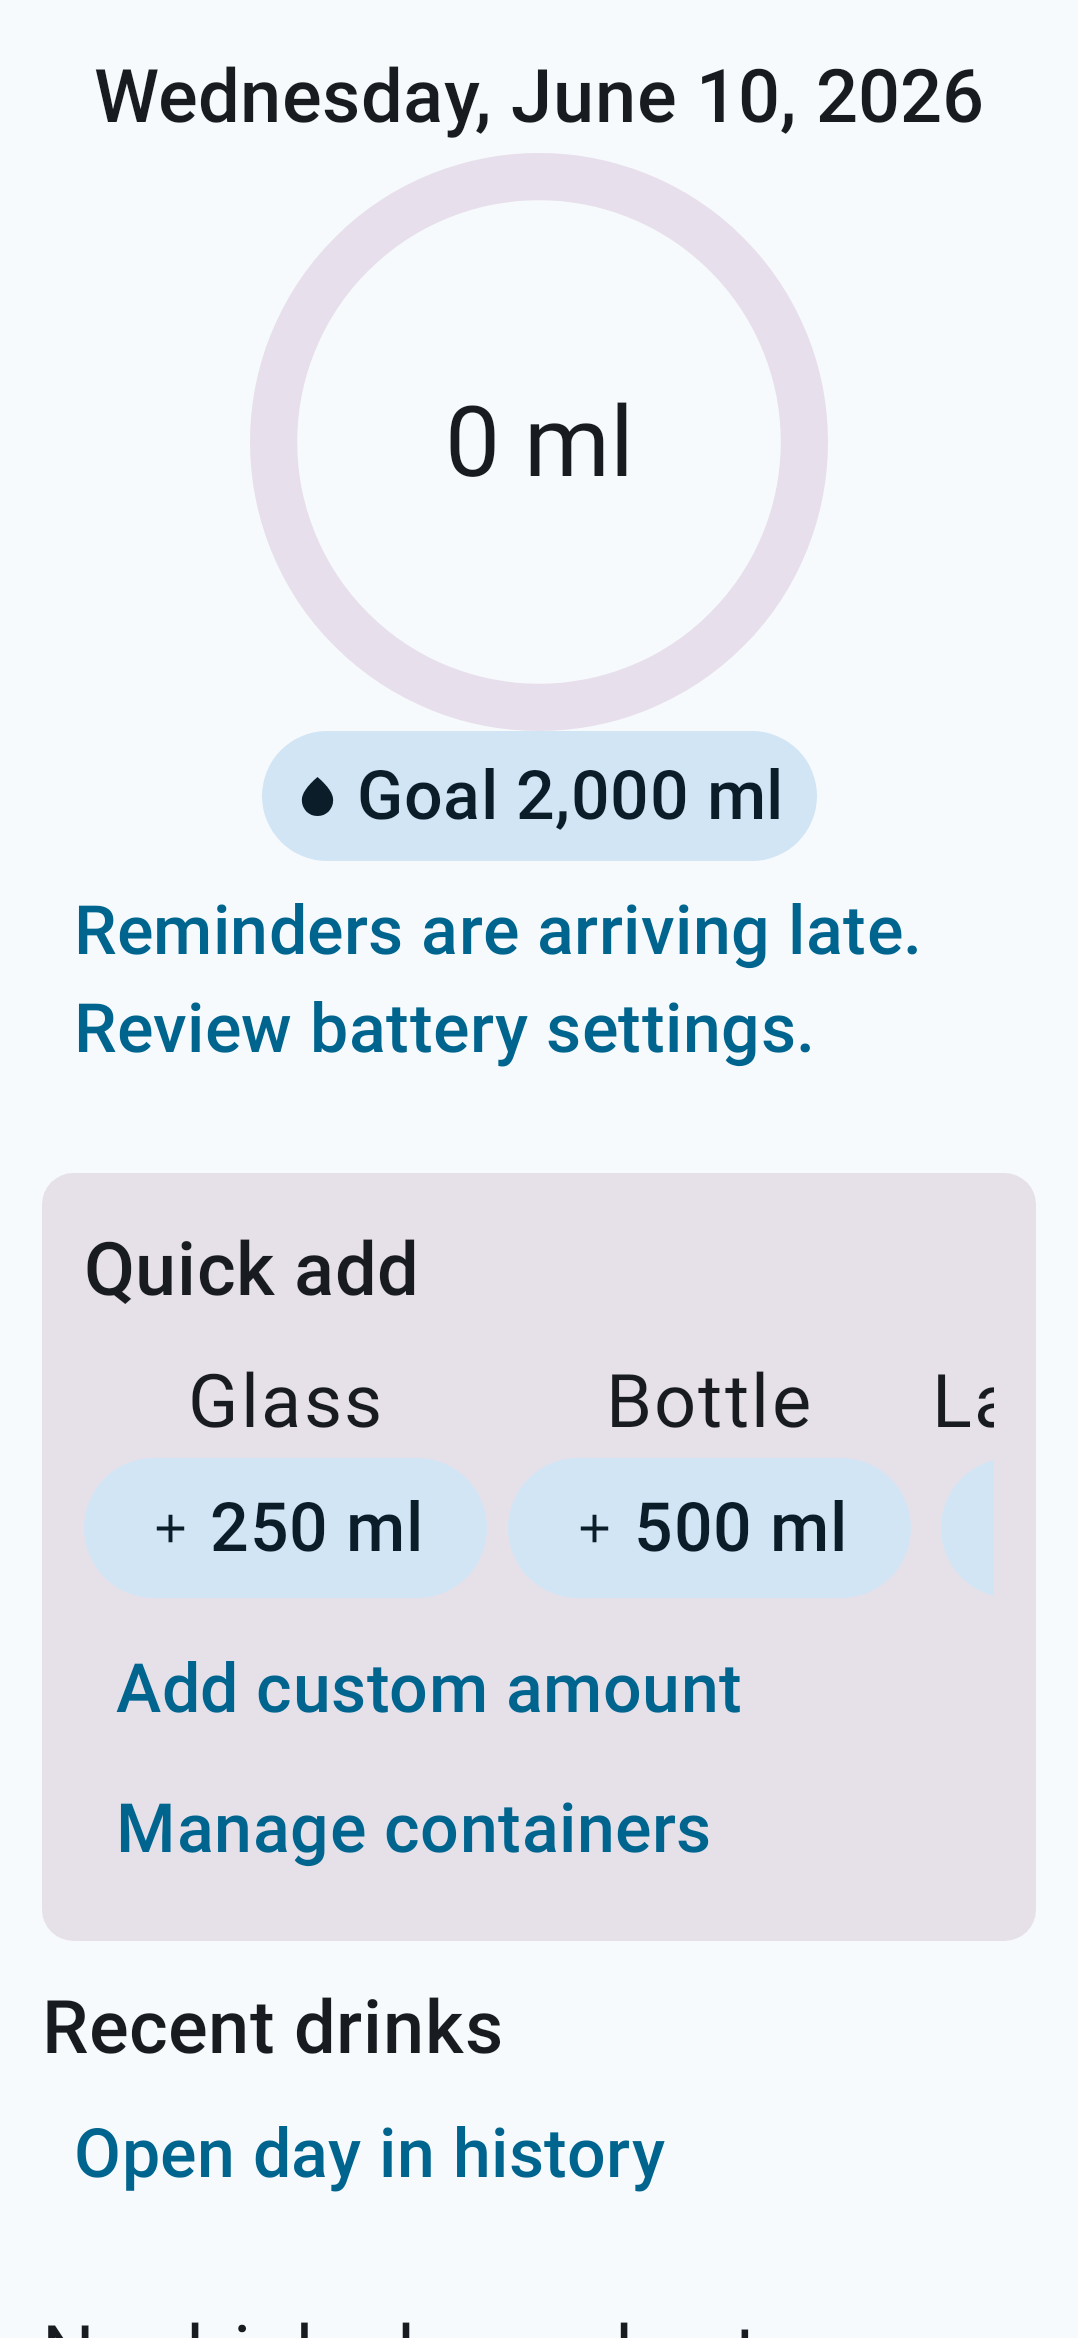 Wednesday, June 10, 2026
0 ml
Goal 2,000 ml
Reminders are arriving late.
Review battery settings.
Quick add
Glass Bottle
+ 250 ml + 500 ml
Add custom amount
Manage containers
Recent drinks
Open day in history